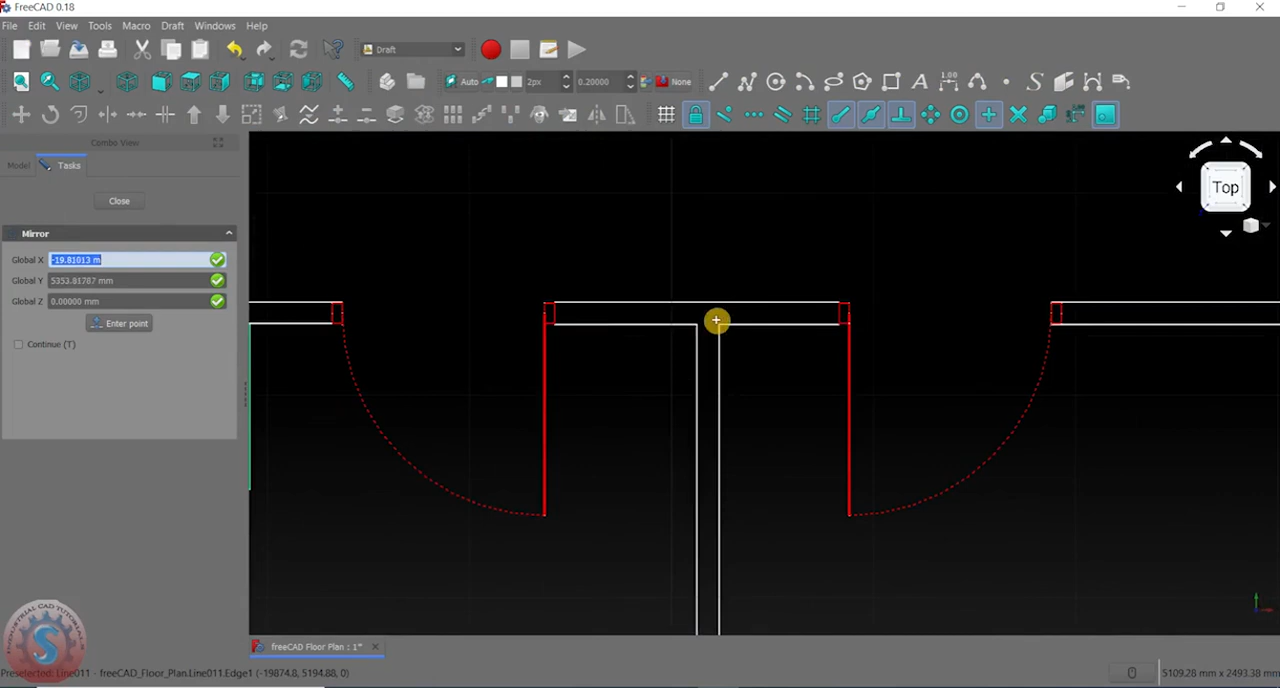 FreeCAD 0.18
File Edit View Tools Macro Draft Windows Help
Draft
Auto 2px 0.20000 None
Combo View
Model Tasks
Close
Mirror
Global X -19.81013 m
Global Y 5353.81787 mm
Global Z 0.00000 mm
Enter point
Continue (T)
Top
INDUSTRIAL CAD TUTORIALS
S
freeCAD Floor Plan : 1*
Preselected: Line011 - freeCAD_Floor_Plan.Line011.Edge1 (-19874.8, 5194.88, 0)
5109.28 mm x 2493.38 mm